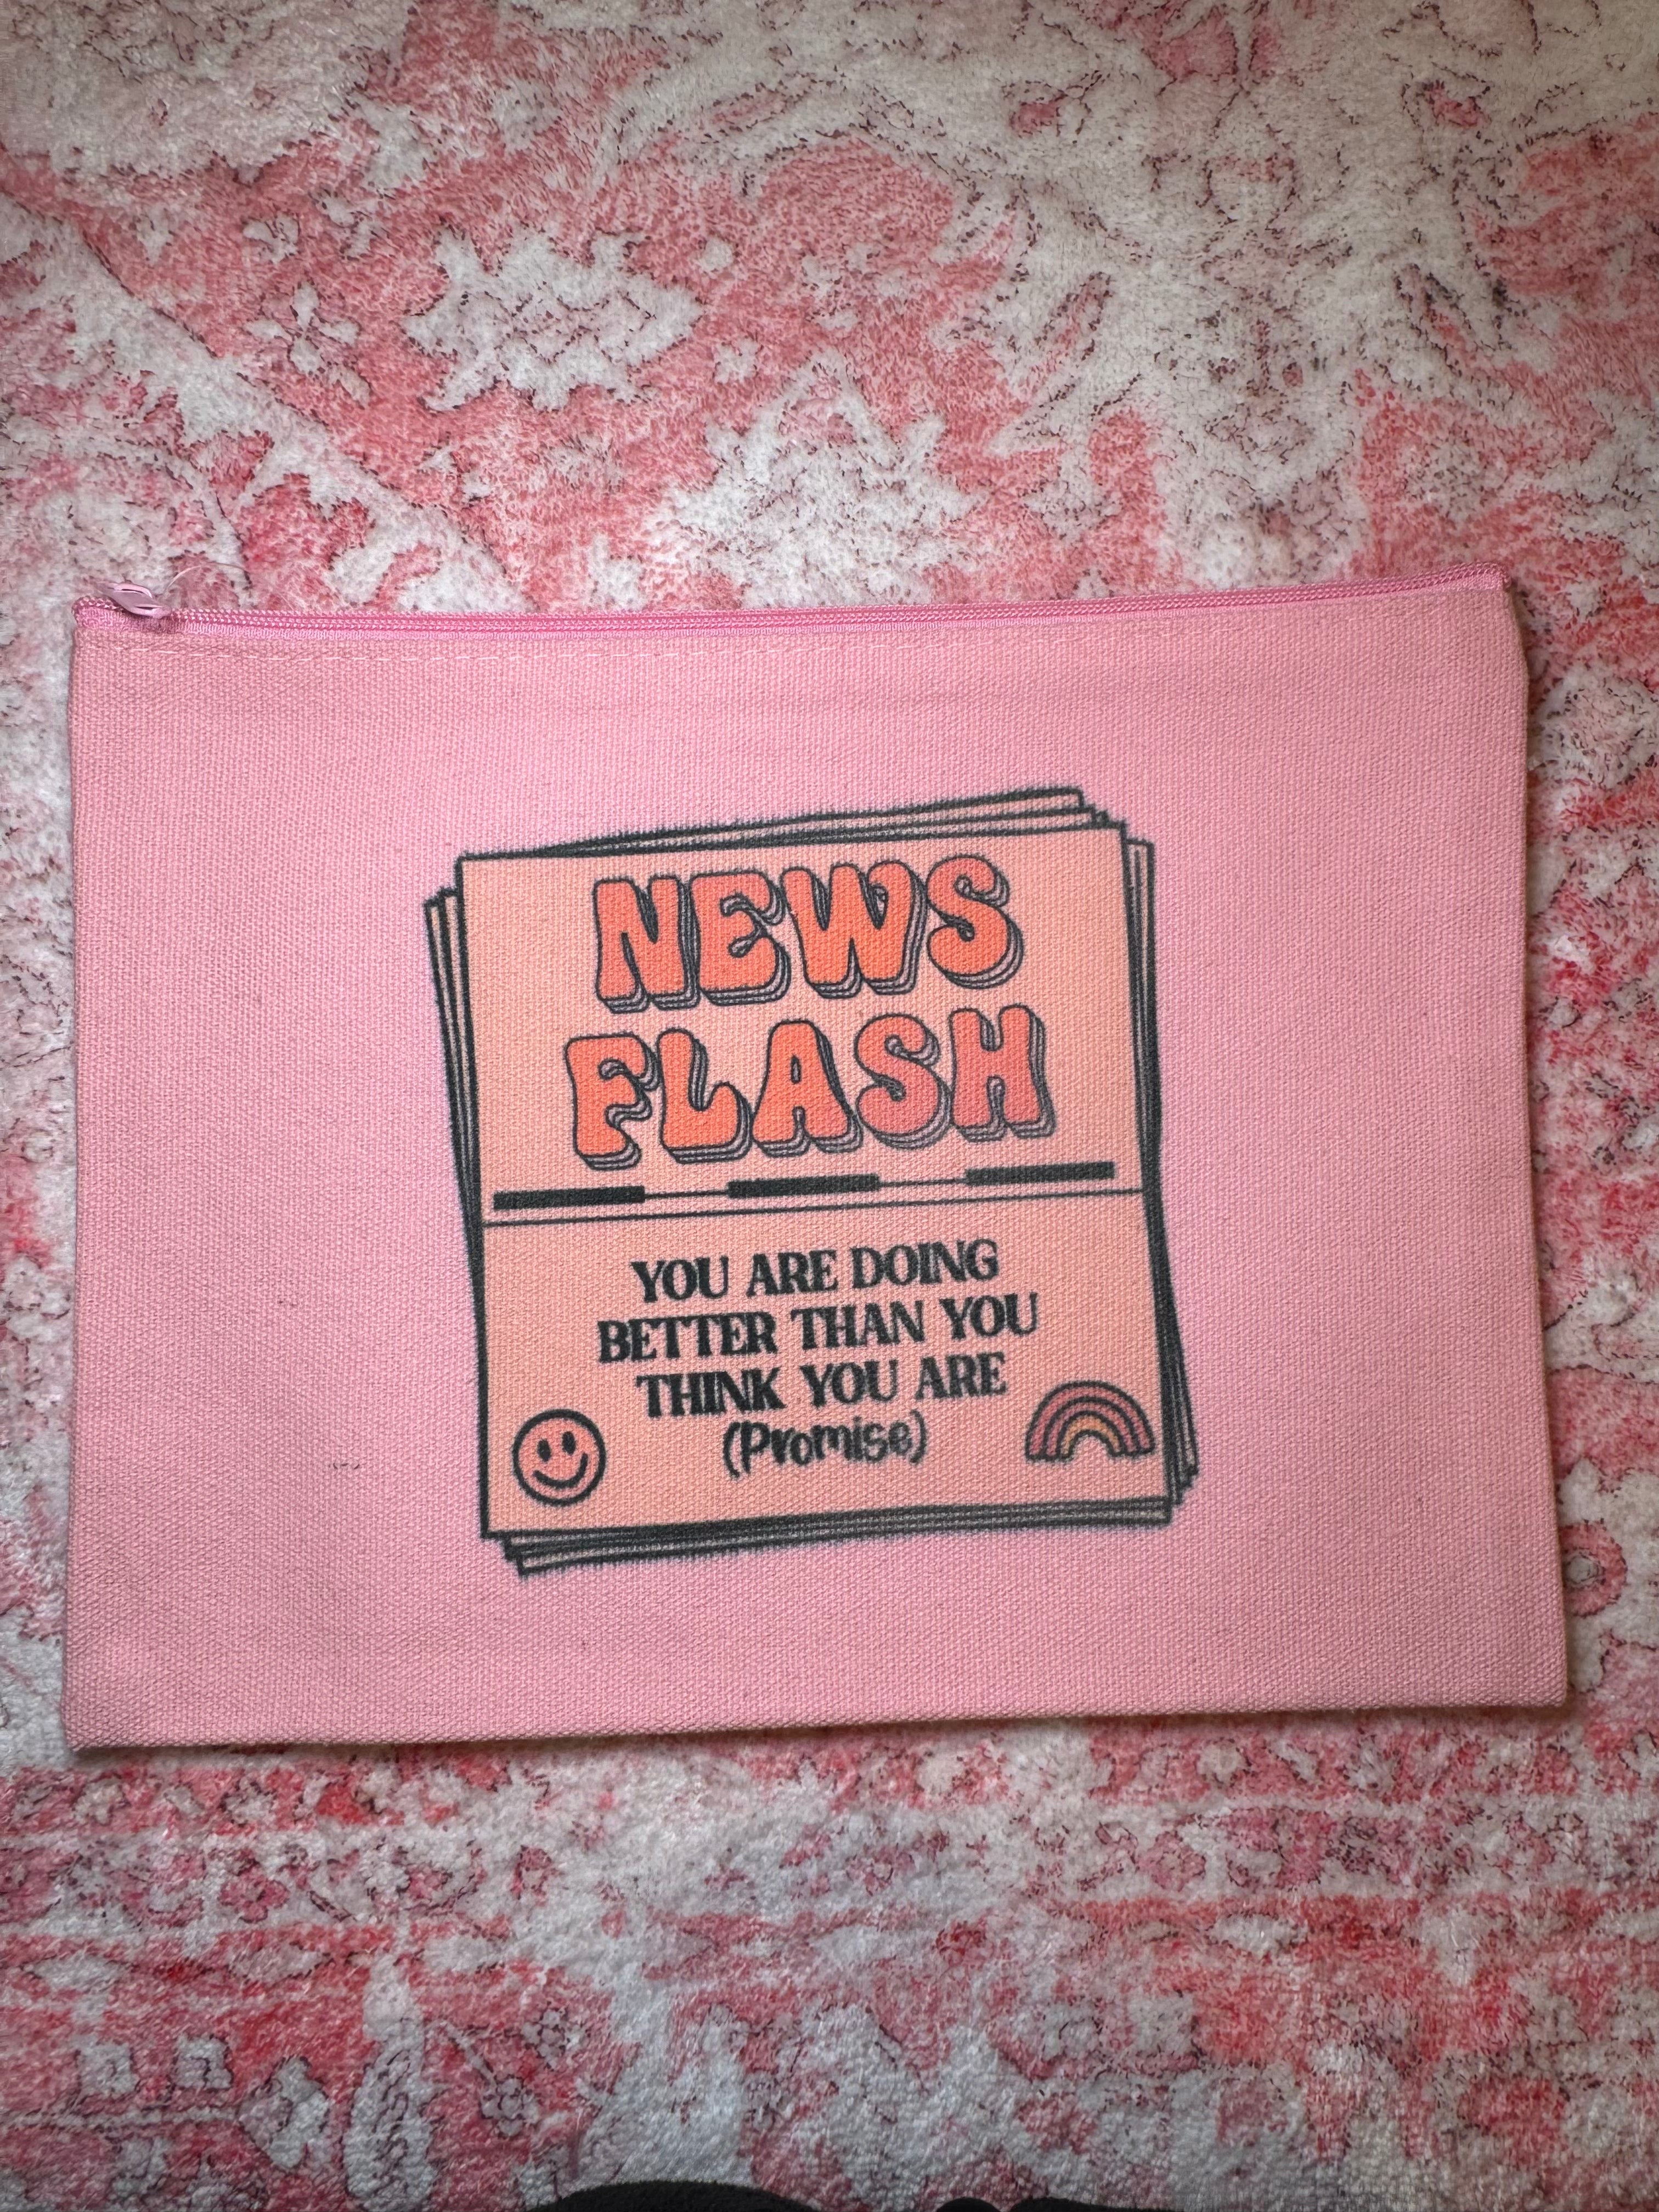 NEWS
FLASH
YOU ARE DOING
BETTER THAN YOU
THINK YOU ARE
(Promise)